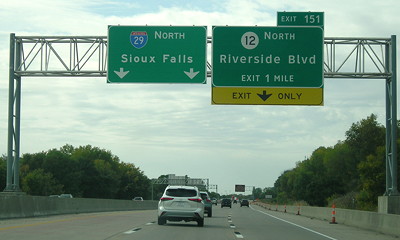 29 NORTH
Sioux Falls
EXIT 151
12 NORTH
Riverside Blvd
EXIT 1 MILE
EXIT ONLY